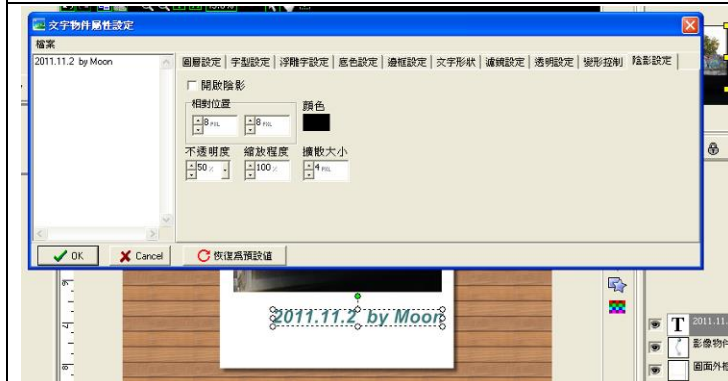 文字物件屬性設定
檔案
2011.11.2 by Moon
圖層設定 字型設定 浮雕字設定 底色設定 邊框設定 文字形狀 濾鏡設定 透明設定 變形控制 陰影設定
開啟陰影
相對位置
顏色
8 PIX. 8 PIX.
不透明度 縮放程度 擴散大小
50 % 100 % 4 PIX.
OK Cancel 恢復為預設值
2011.11.2 by Moon
T 2011.11.
影像物件